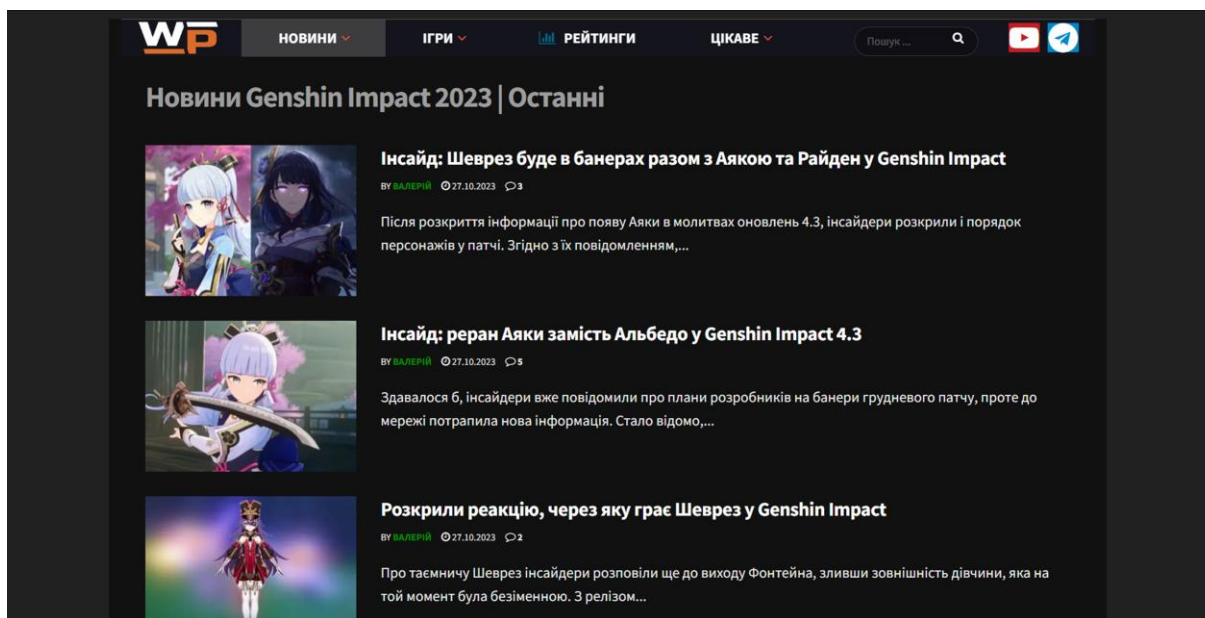 WP
НОВИНИ ІГРИ РЕЙТИНГИ ЦІКАВЕ Пошук ...
Новини Genshin Impact 2023 | Останні
Інсайд: Шеврез буде в банерах разом з Аякою та Райден у Genshin Impact
BY ВАЛЕРІЙ 27.10.2023 3
Після розкриття інформації про появу Аяки в молитвах оновлень 4.3, інсайдери розкрили і порядок
персонажів у патчі. Згідно з їх повідомленням,...
Інсайд: реран Аяки замість Альбедо у Genshin Impact 4.3
BY ВАЛЕРІЙ 27.10.2023 5
Здавалося б, інсайдери вже повідомили про плани розробників на банери грудневого патчу, проте до
мережі потрапила нова інформація. Стало відомо,...
Розкрили реакцію, через яку грає Шеврез у Genshin Impact
BY ВАЛЕРІЙ 27.10.2023 2
Про таємничу Шеврез інсайдери розповіли ще до виходу Фонтейна, зливши зовнішність дівчини, яка на
той момент була безіменною. З релізом...